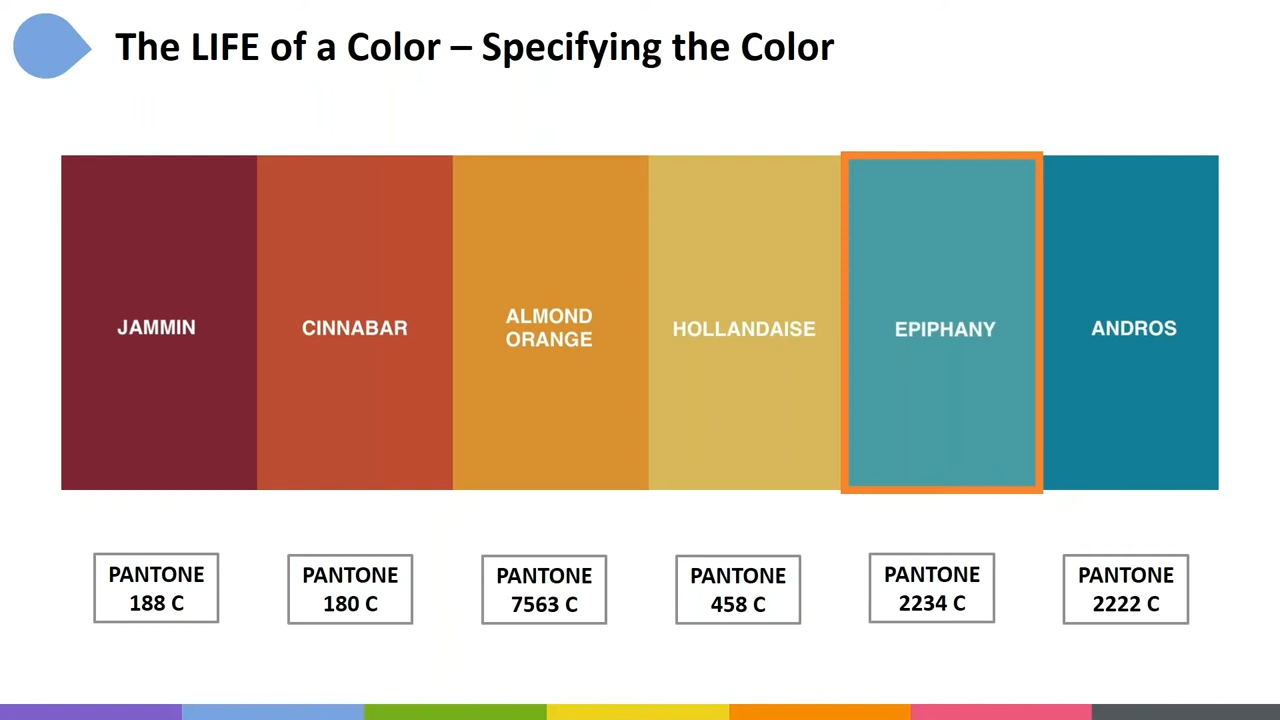 The LIFE of a Color – Specifying the Color
JAMMIN
CINNABAR
ALMOND
ORANGE
HOLLANDAISE
EPIPHANY
ANDROS
PANTONE
188 C
PANTONE
180 C
PANTONE
7563 C
PANTONE
458 C
PANTONE
2234 C
PANTONE
2222 C